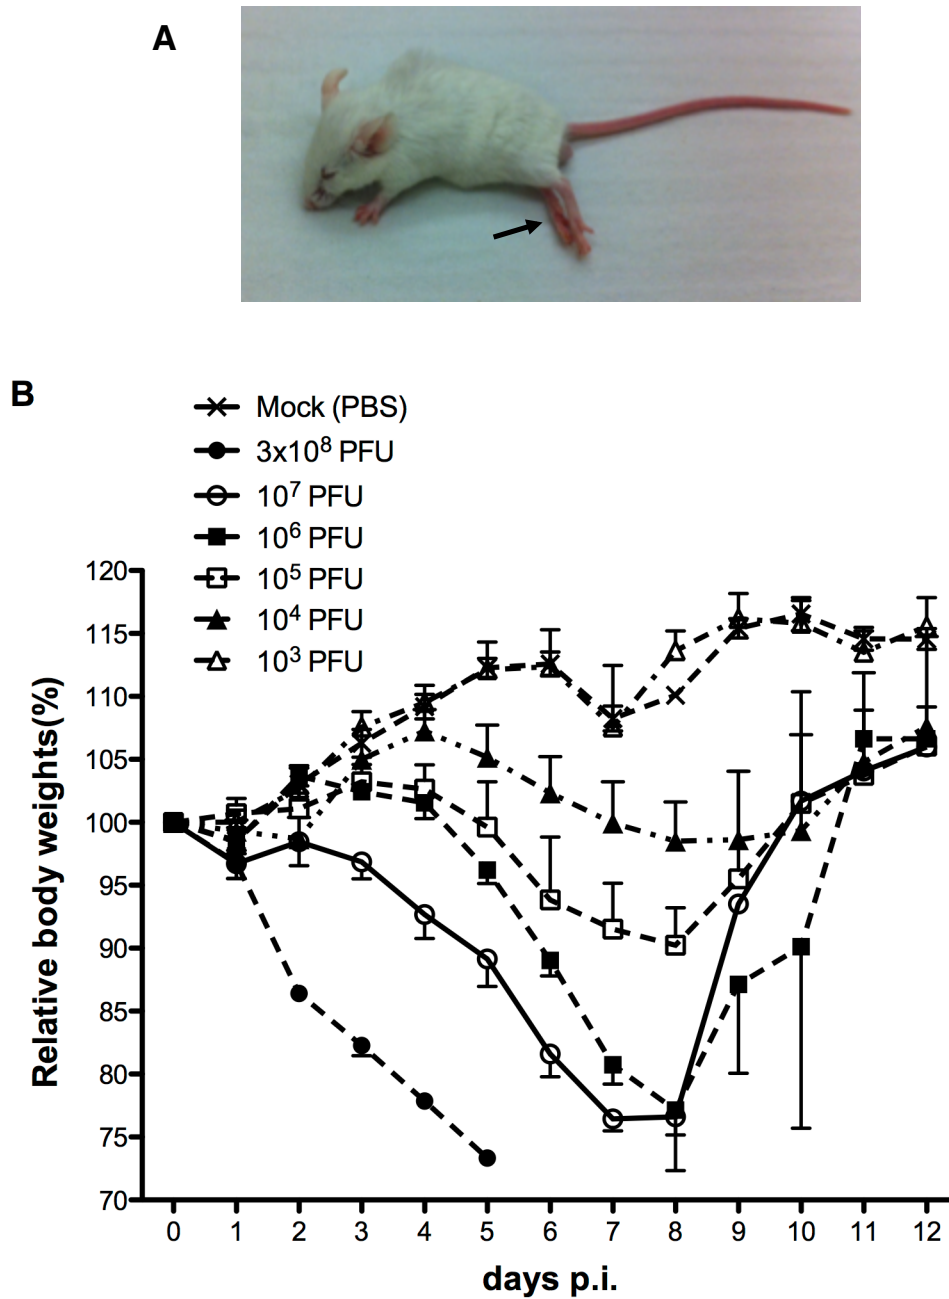 A
B
Mock (PBS)
3x10⁸ PFU
10⁷ PFU
10⁶ PFU
10⁵ PFU
10⁴ PFU
10³ PFU
120
115
110
105
100
95
90
85
80
75
70
Relative body weights(%)
0 1 2 3 4 5 6 7 8 9 10 11 12
days p.i.